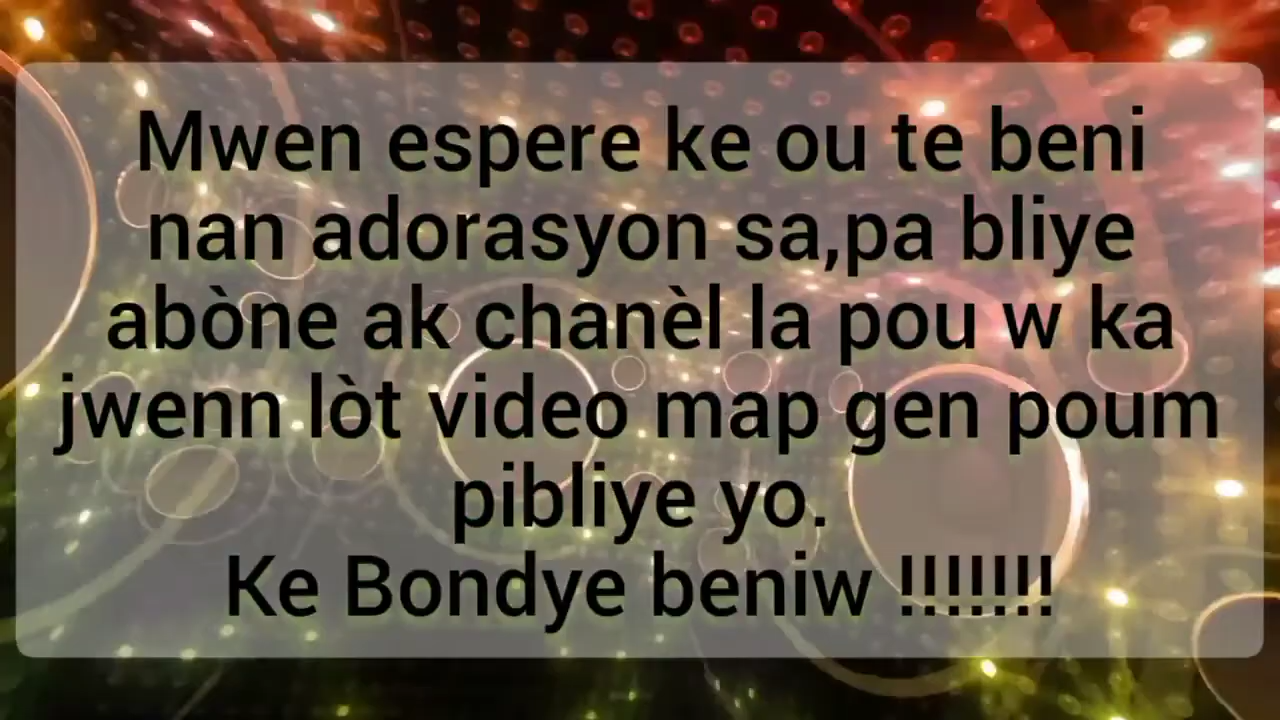 Mwen espere ke ou te beni
nan adorasyon sa,pa bliye
abòne ak chanèl la pou w ka
jwenn lòt video map gen poum
pibliye yo.
Ke Bondye beniw !!!!!!!